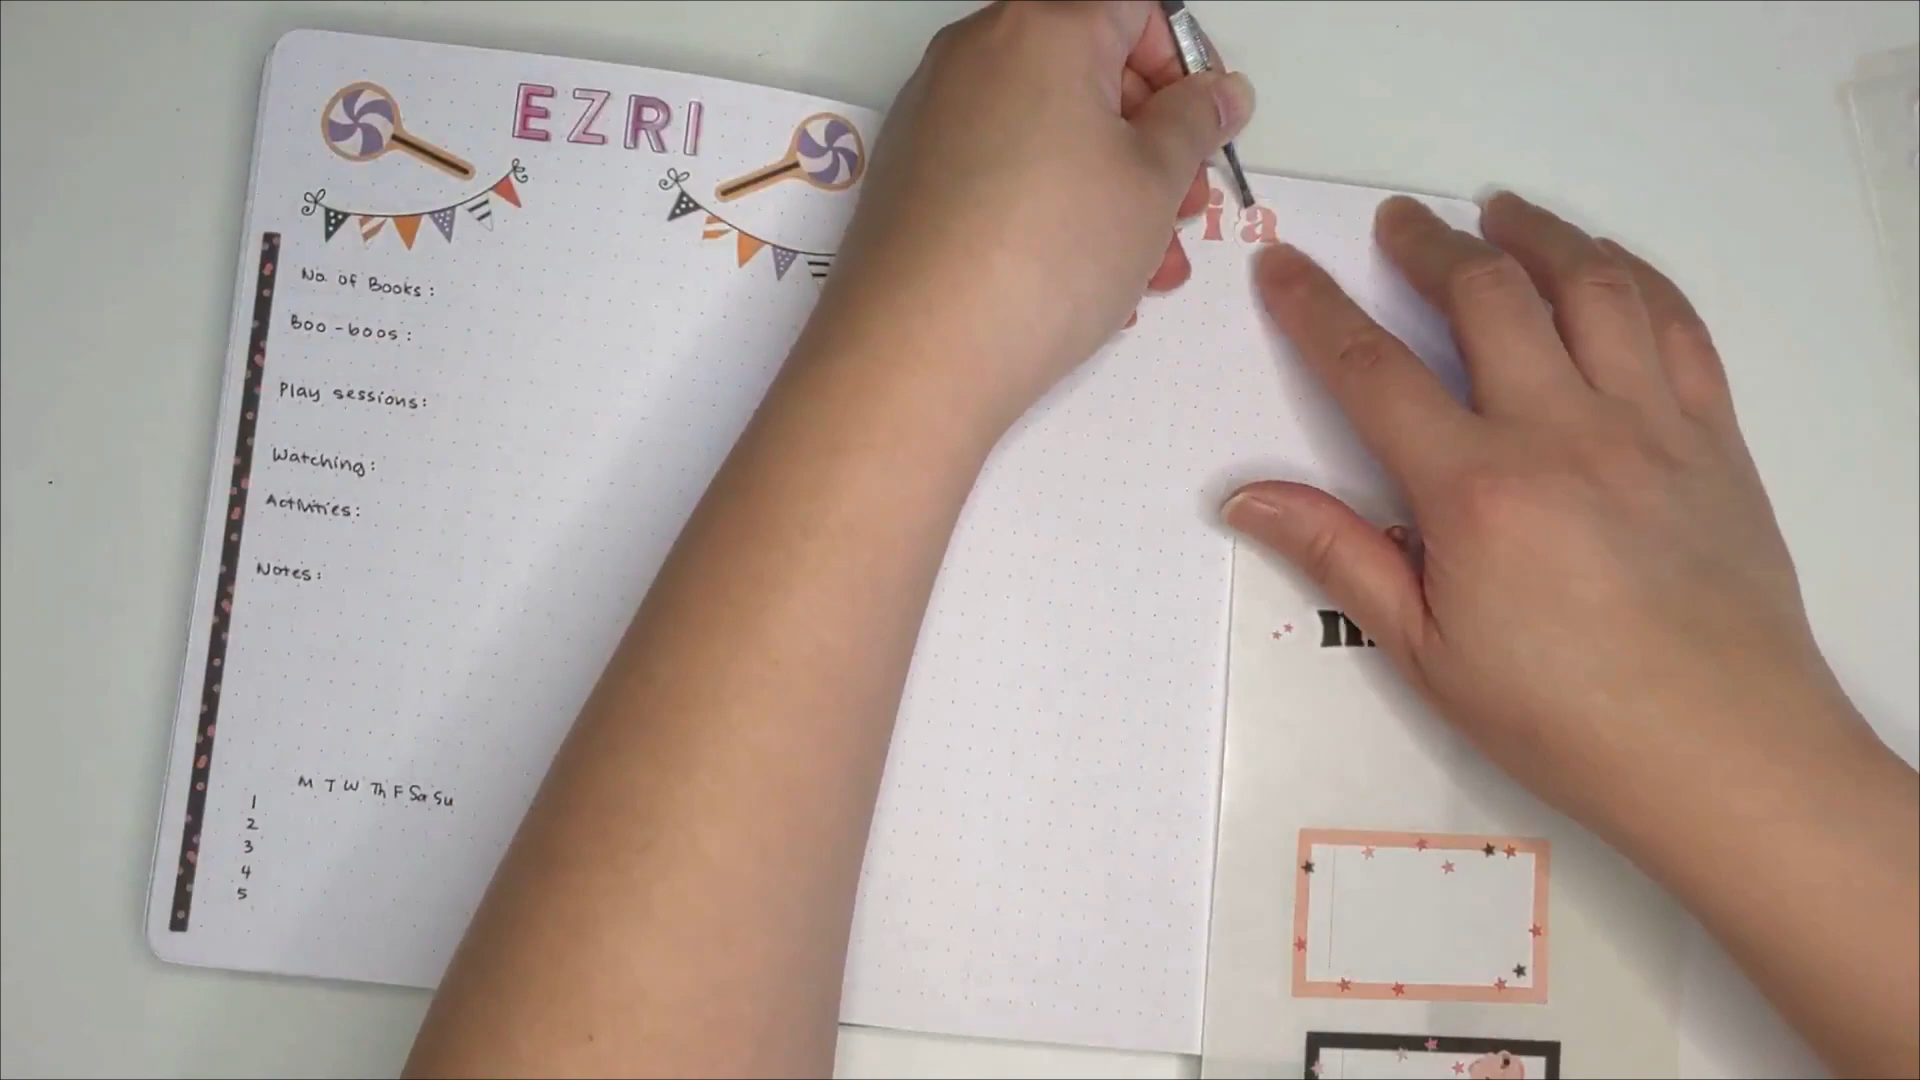 EZRI
No. of Books:
Boo-boos:
Play sessions:
Watching:
Activities:
Notes:
M T W Th F Sa Su
1
2
3
4
5
ia